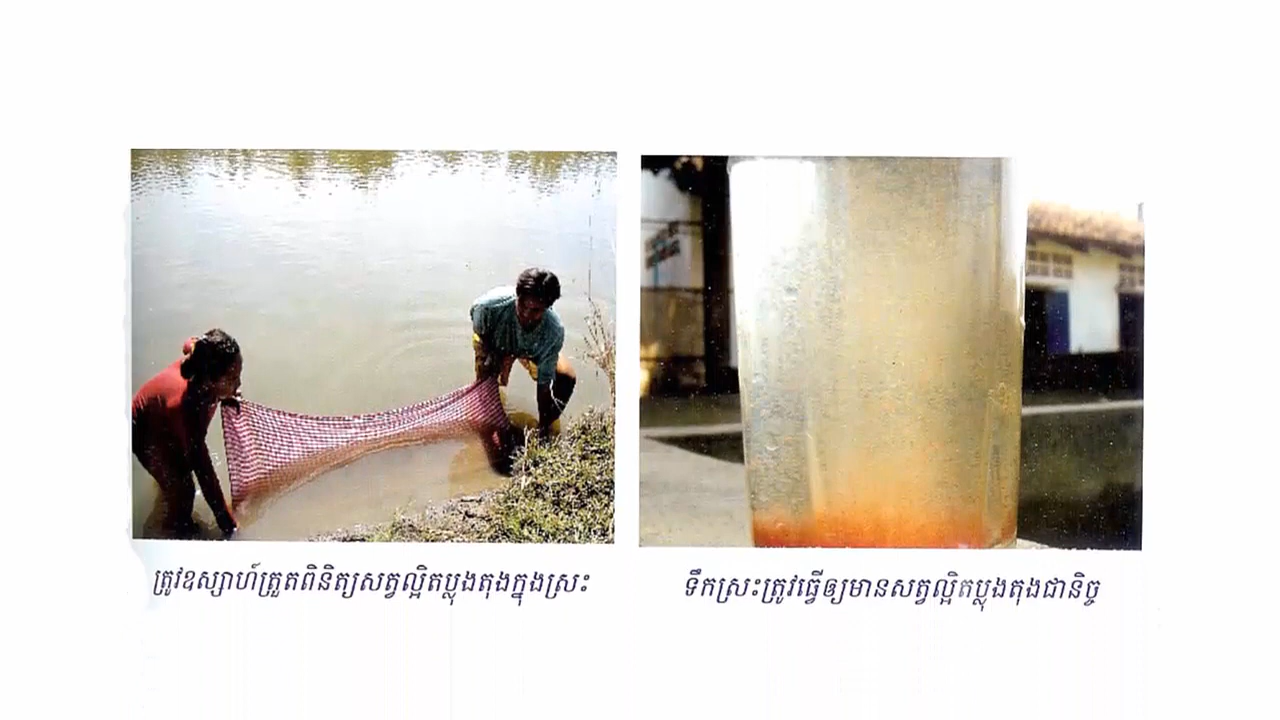 ត្រូវឧស្សាហ៍ត្រួតពិនិត្យសត្វល្អិតប្លុងតុងក្នុងស្រះ
ទឹកស្រះត្រូវធ្វើឲ្យមានសត្វល្អិតប្លុងតុងជានិច្ច